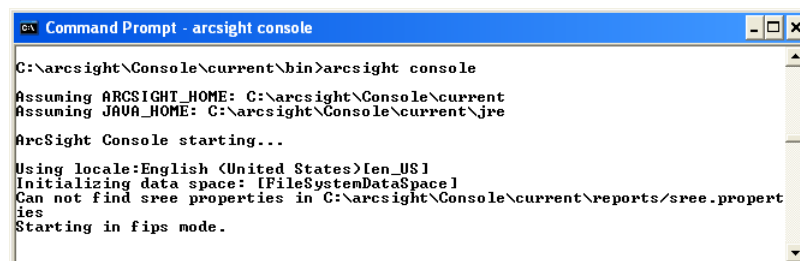 Command Prompt - arcsight console
C:\arcsight\Console\current\bin>arcsight console
Assuming ARCSIGHT_HOME: C:\arcsight\Console\current
Assuming JAVA_HOME: C:\arcsight\Console\current\jre
ArcSight Console starting...
Using locale:English (United States)[en_US]
Initializing data space: [FileSystemDataSpace]
Can not find sree properties in C:\arcsight\Console\current\reports/sree.propert
ies
Starting in fips mode.